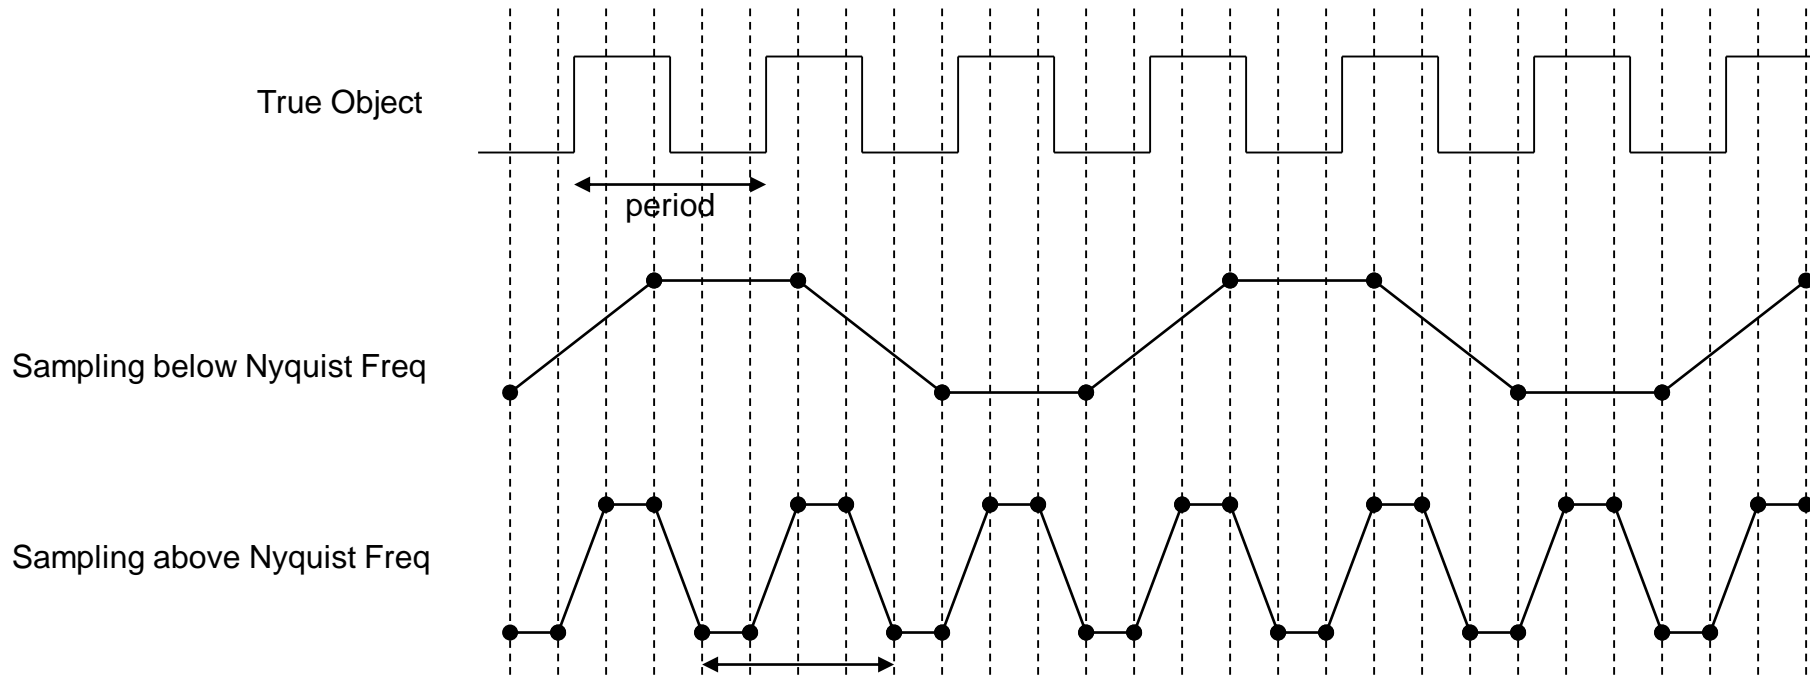 True Object
period
Sampling below Nyquist Freq
Sampling above Nyquist Freq